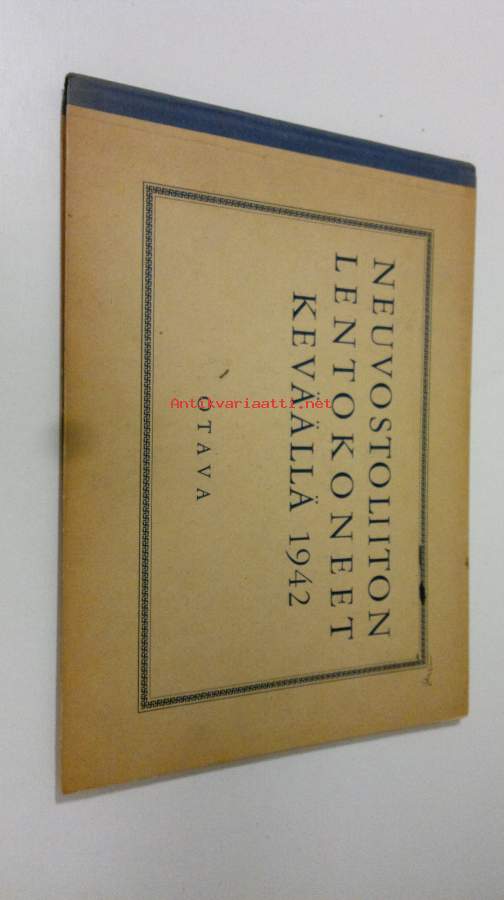 NEUVOSTOLIITON
LENTOKONEET
KEVÄÄLLÄ 1942
OTAVA
Antikvariaatti.net